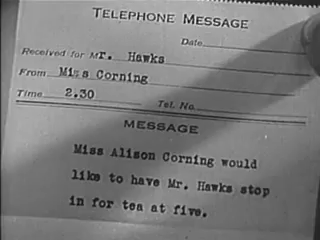 TELEPHONE MESSAGE
Date
Received for Mr. Hawks
From Miss Corning
Time 2.30 Tel. No.
MESSAGE
Miss Alison Corning would
like to have Mr. Hawks stop
in for tea at five.